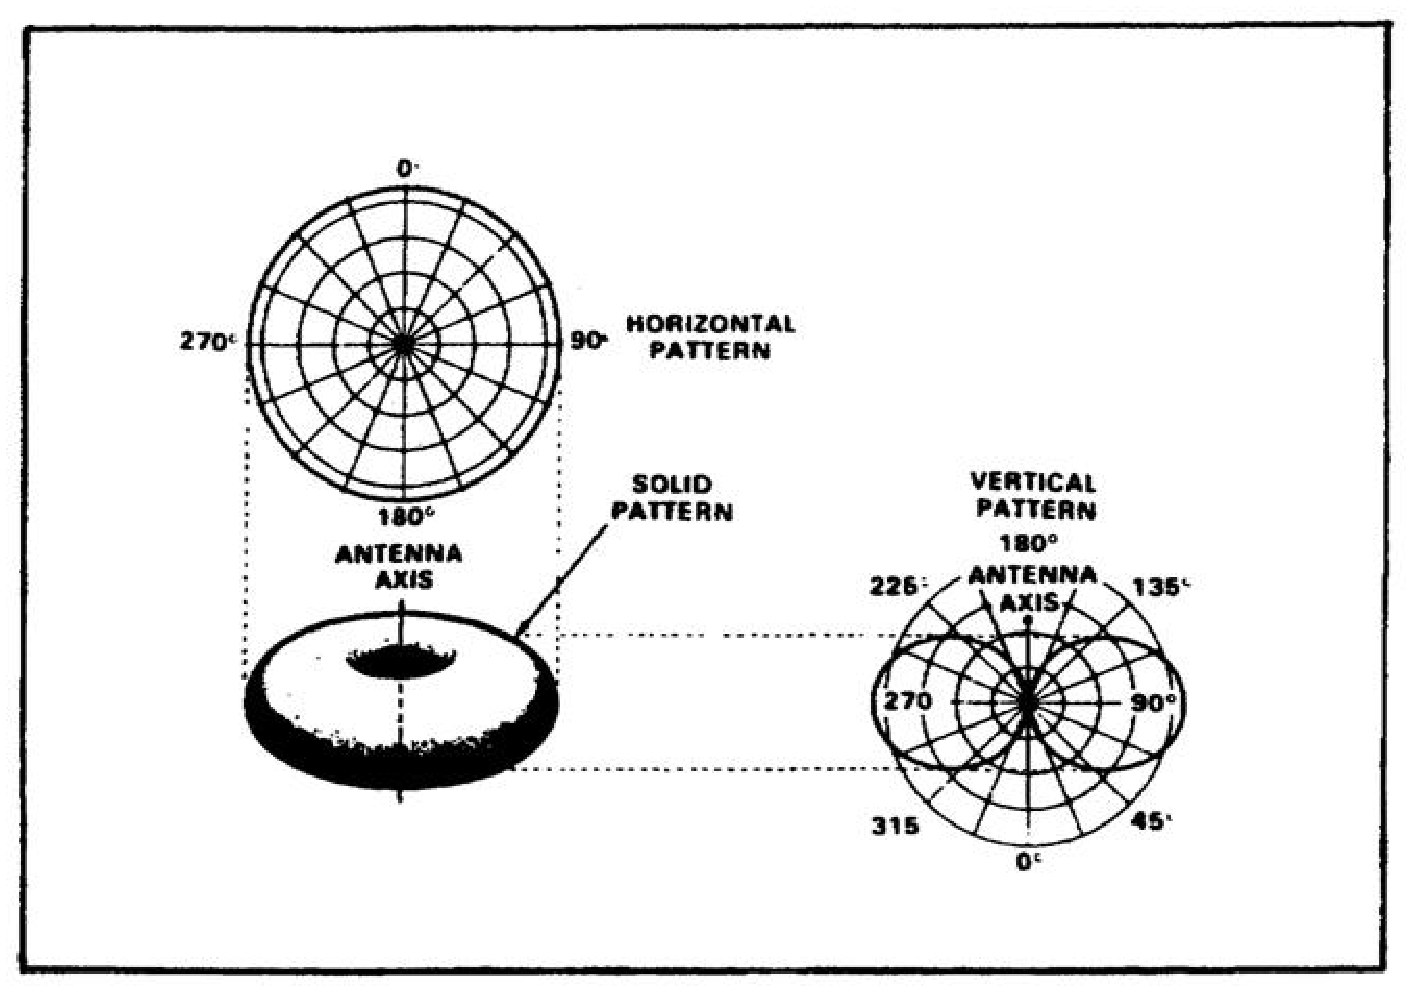 0°
270°
90°
HORIZONTAL
PATTERN
180°
ANTENNA
AXIS
SOLID
PATTERN
VERTICAL
PATTERN
180°
226°
ANTENNA
AXIS
135°
270
90°
315
45°
0°